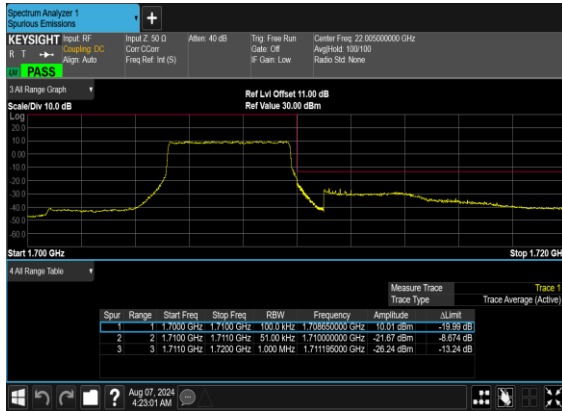 Spectrum Analyzer 1
Spurious Emissions
KEYSIGHT Input: RF Input Z: 50 Ω Atten: 40 dB Trig: Free Run Center Freq: 22.005000000 GHz
R T Coupling: DC Corr CCorr Gate: Off Avg|Hold: 100/100
Align: Auto Freq Ref: Int (S) IF Gain: Low Radio Std: None
LI PASS
3 All Range Graph
Ref Lvl Offset 11.00 dB
Scale/Div 10.0 dB Ref Value 30.00 dBm
Log
20.0
10.0
0.00
-10.0
-20.0
-30.0
-40.0
-50.0
-60.0
Start 1.700 GHz Stop 1.720 GH
4 All Range Table
Measure Trace Trace 1
Trace Type Trace Average (Active)
Spur Range Start Freq Stop Freq RBW Frequency Amplitude ΔLimit
1 1 1.7000 GHz 1.7100 GHz 100.0 kHz 1.708650000 GHz 10.01 dBm -19.99 dB
2 2 1.7100 GHz 1.7110 GHz 51.00 kHz 1.710000000 GHz -21.67 dBm -8.674 dB
3 3 1.7110 GHz 1.7200 GHz 1.000 MHz 1.711195000 GHz -26.24 dBm -13.24 dB
? Aug 07, 2024
4:23:01 AM